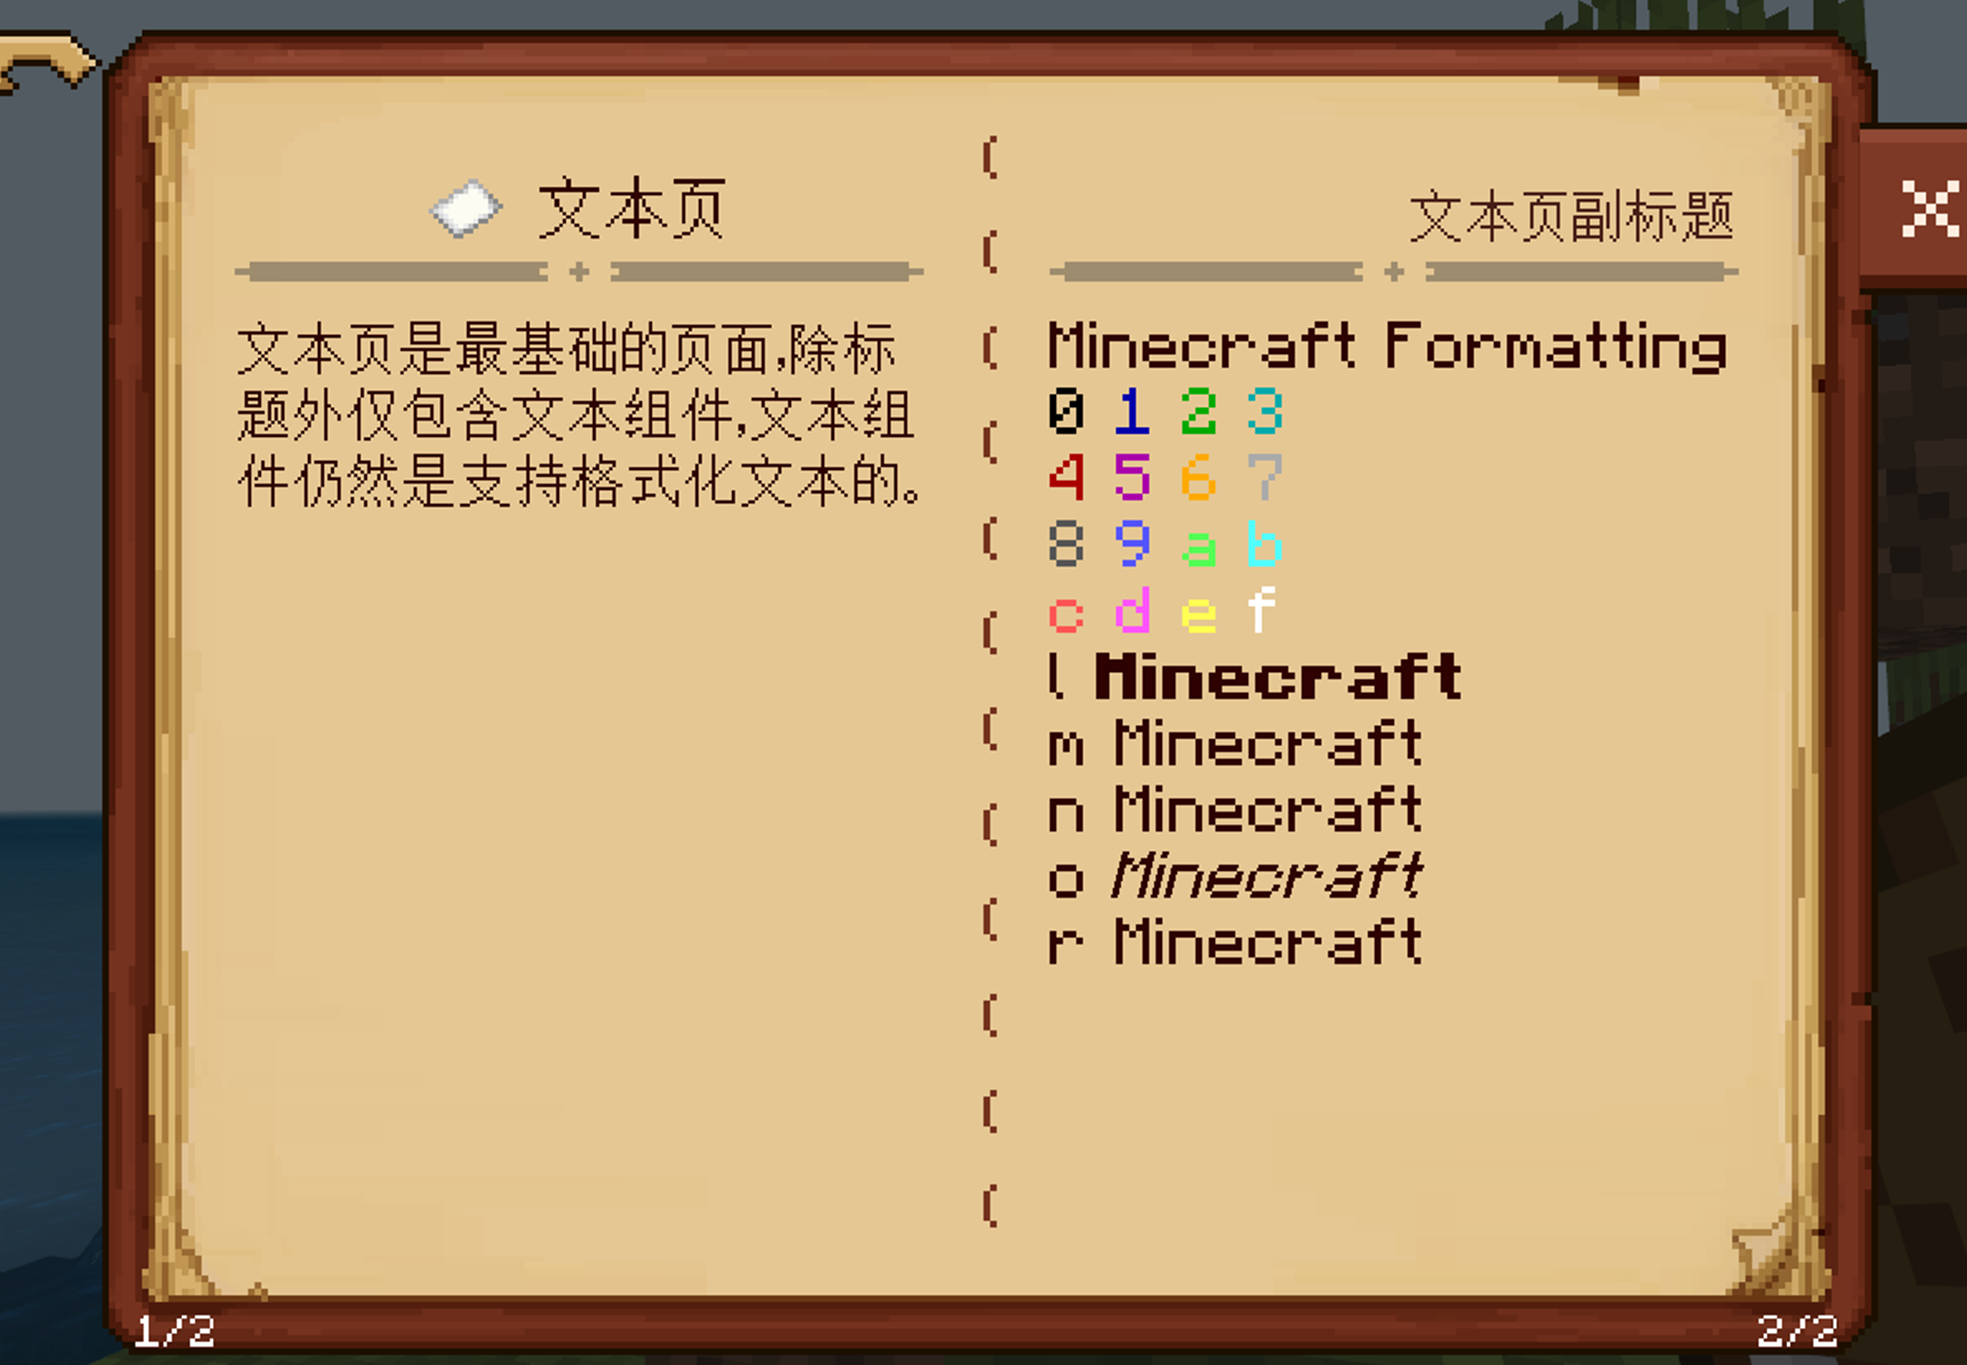 文本页
文本页是最基础的页面,除标
题外仅包含文本组件,文本组
件仍然是支持格式化文本的。
文本页副标题
Minecraft Formatting
0 1 2 3
4 5 6 7
8 9 a b
c d e f
l Minecraft
m Minecraft
n Minecraft
o Minecraft
r Minecraft
1/2
2/2